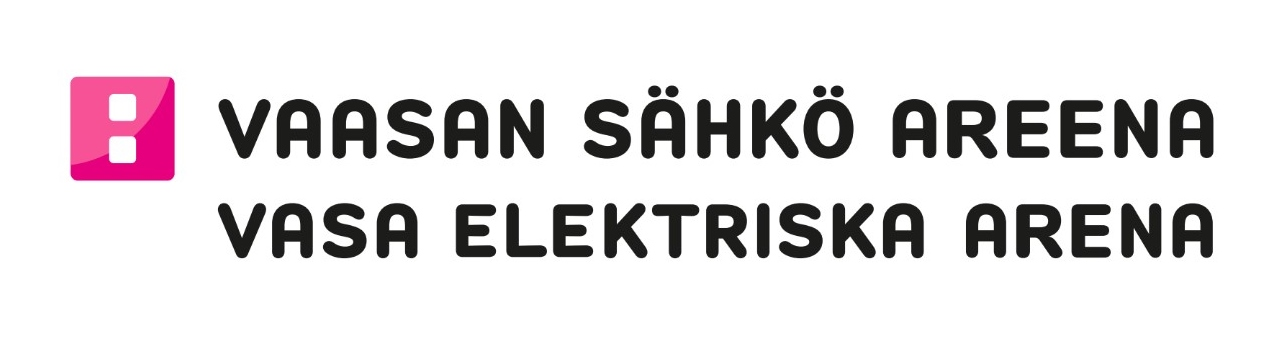 VAASAN SÄHKÖ AREENA
VASA ELEKTRISKA ARENA